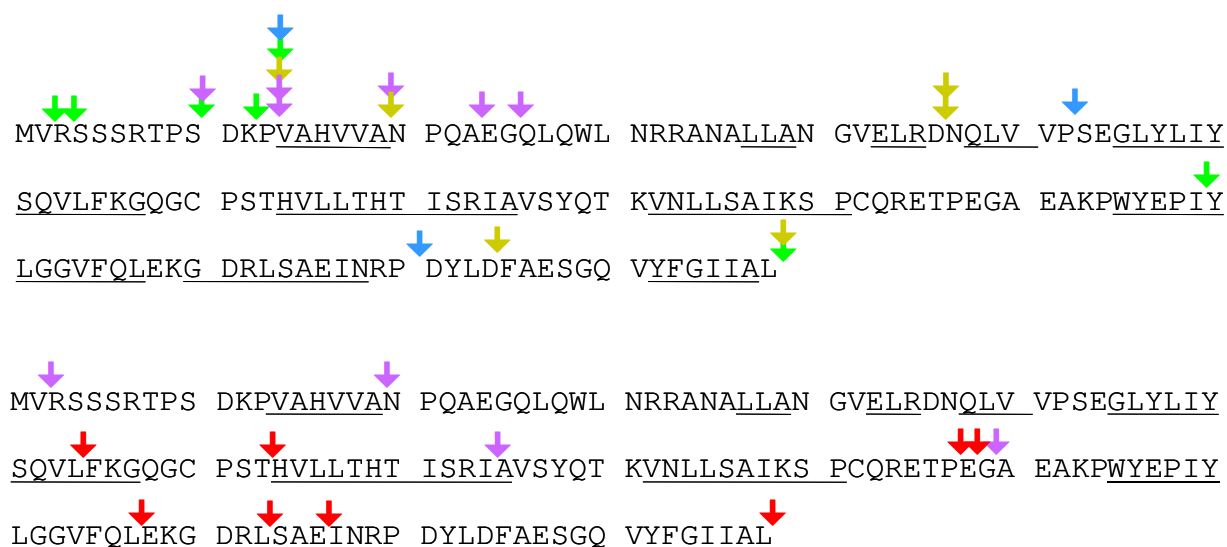 MVRSSSRTPS DKPVAHVVAN PQAEGQLQWL NRRANALLAN GVELRDNQLV VPSEGLYLIY
SQVLFKGQGC PSTHVLLTHT ISRIAVSYQT KVNLLSAIKS PCQRETPEGA EAKPWYEPIY
LGGVFQLEKG DRLSAEINRP DYLDFAESGQ VYFGIIAL
MVRSSSRTPS DKPVAHVVAN PQAEGQLQWL NRRANALLAN GVELRDNQLV VPSEGLYLIY
SQVLFKGQGC PSTHVLLTHT ISRIAVSYQT KVNLLSAIKS PCQRETPEGA EAKPWYEPIY
LGGVFQLEKG DRLSAEINRP DYLDFAESGQ VYFGIIAL